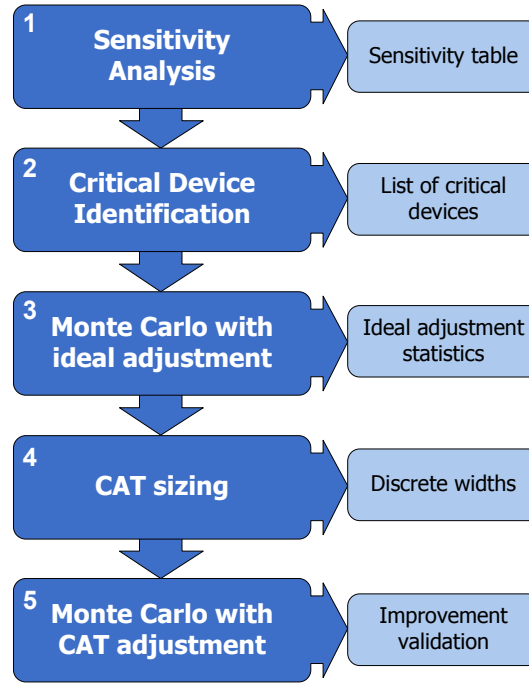 1
Sensitivity
Analysis
Sensitivity table
2
Critical Device
Identification
List of critical
devices
3
Monte Carlo with
ideal adjustment
Ideal adjustment
statistics
4
CAT sizing
Discrete widths
5
Monte Carlo with
CAT adjustment
Improvement
validation